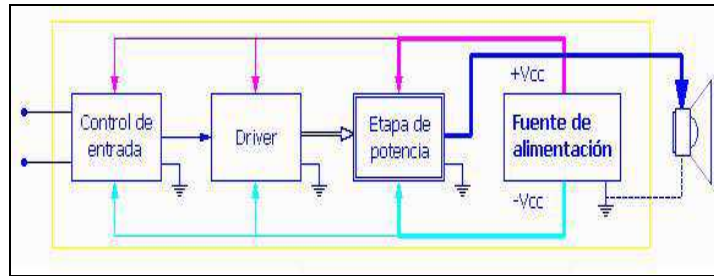 +Vcc
Control de
entrada
Driver
Etapa de
potencia
Fuente de
alimentación
-Vcc